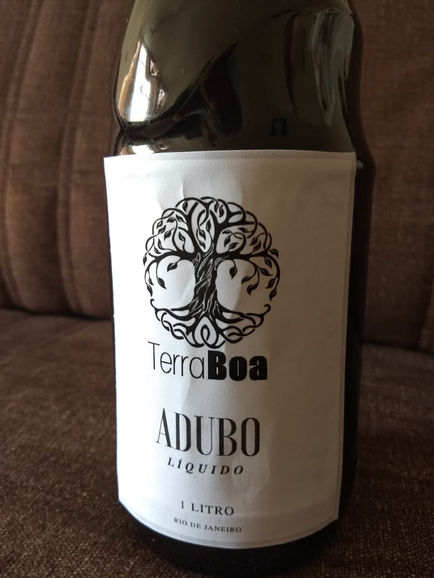 TerraBoa
ADUBO
LÍQUIDO
1 LITRO
RIO DE JANEIRO